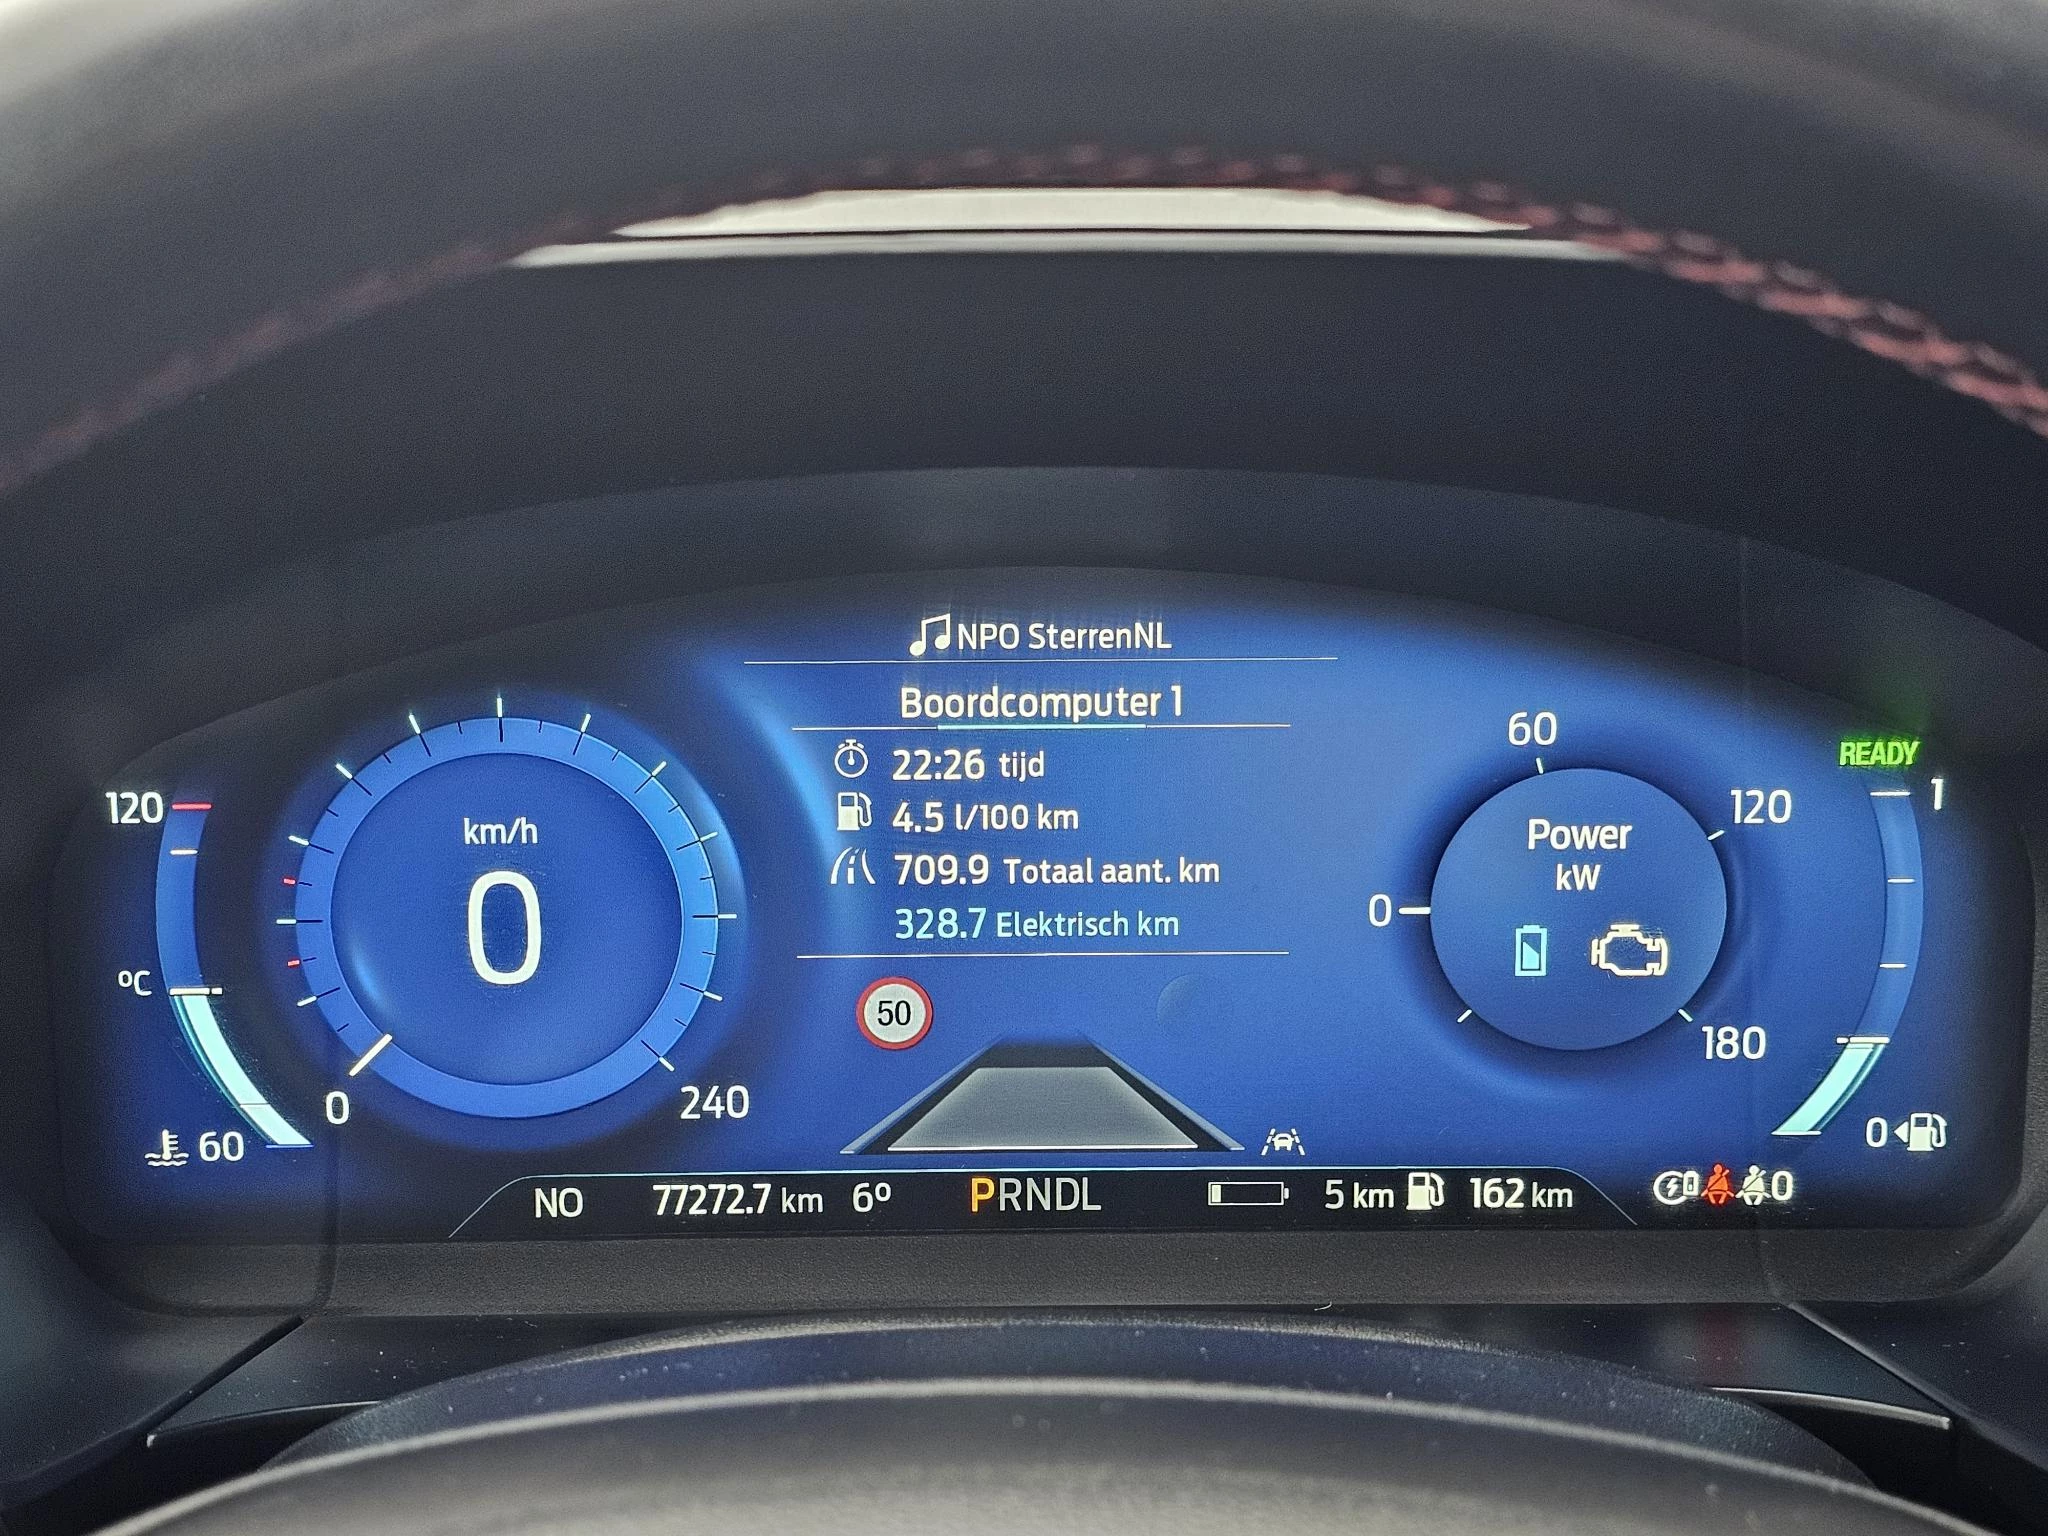 NPO SterrenNL
Boordcomputer 1
22:26 tijd
4.5 l/100 km
709.9 Totaal aant. km
328.7 Elektrisch km
50
120
°C
60
km/h
0
0
240
60
0
120
180
Power
kW
READY
1
0
NO 77272.7 km 6° PRNDL 5 km 162 km
0